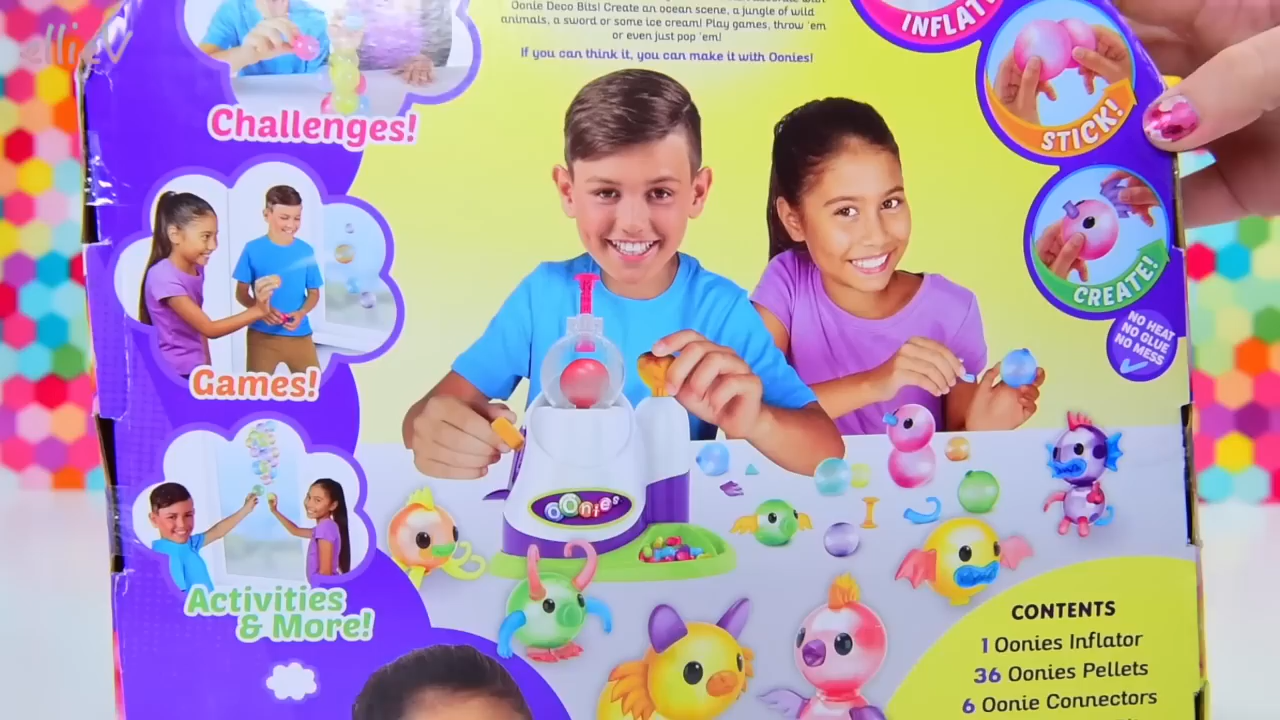 Oonie Deco Bits! Create an ocean scene, a jungle of wild
animals, a sword or some ice cream! Play games, throw 'em
or even just pop 'em!
If you can think it, you can make it with Oonies!
INFLAT
STICK!
CREATE!
NO HEAT
NO GLUE
NO MESS
Challenges!
Games!
Activities
& More!
oonies
CONTENTS
1 Oonies Inflator
36 Oonies Pellets
6 Oonie Connectors